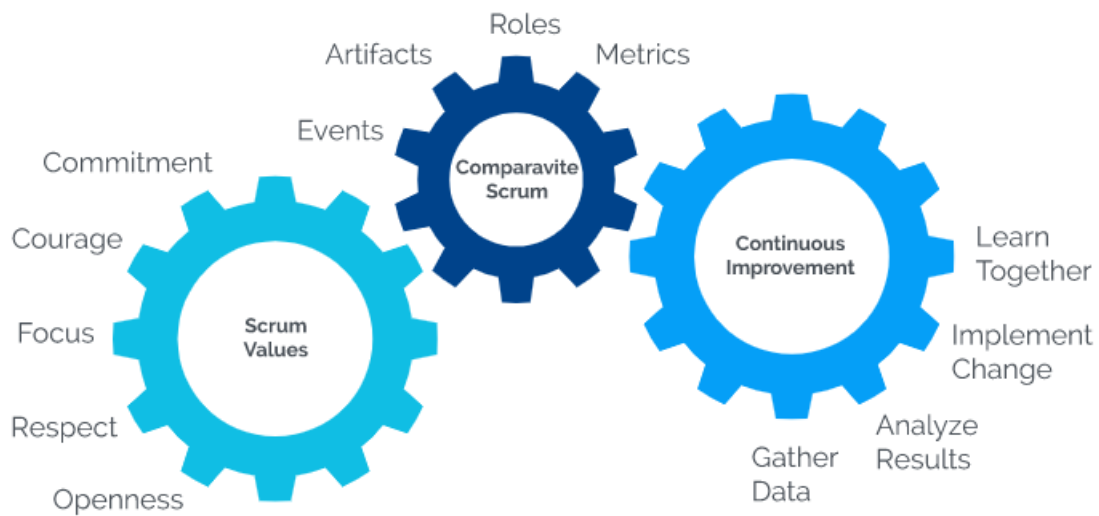 Roles
Artifacts
Metrics
Events
Comparavite
Scrum
Commitment
Courage
Focus
Respect
Openness
Scrum
Values
Continuous
Improvement
Learn
Together
Implement
Change
Analyze
Results
Gather
Data